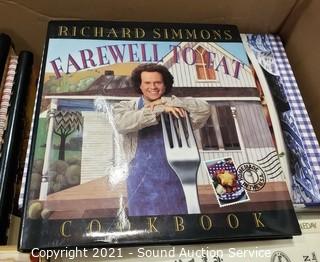 RICHARD SIMMONS
FAREWELL TO FAT
COOKBOOK
Copyright 2021 - Sound Auction Service